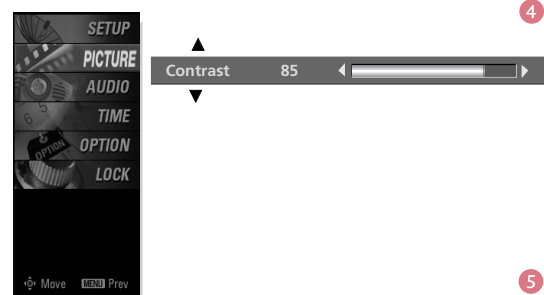 4
SETUP
PICTURE
Contrast 85
AUDIO
TIME
OPTION
LOCK
Move MENU Prev
5